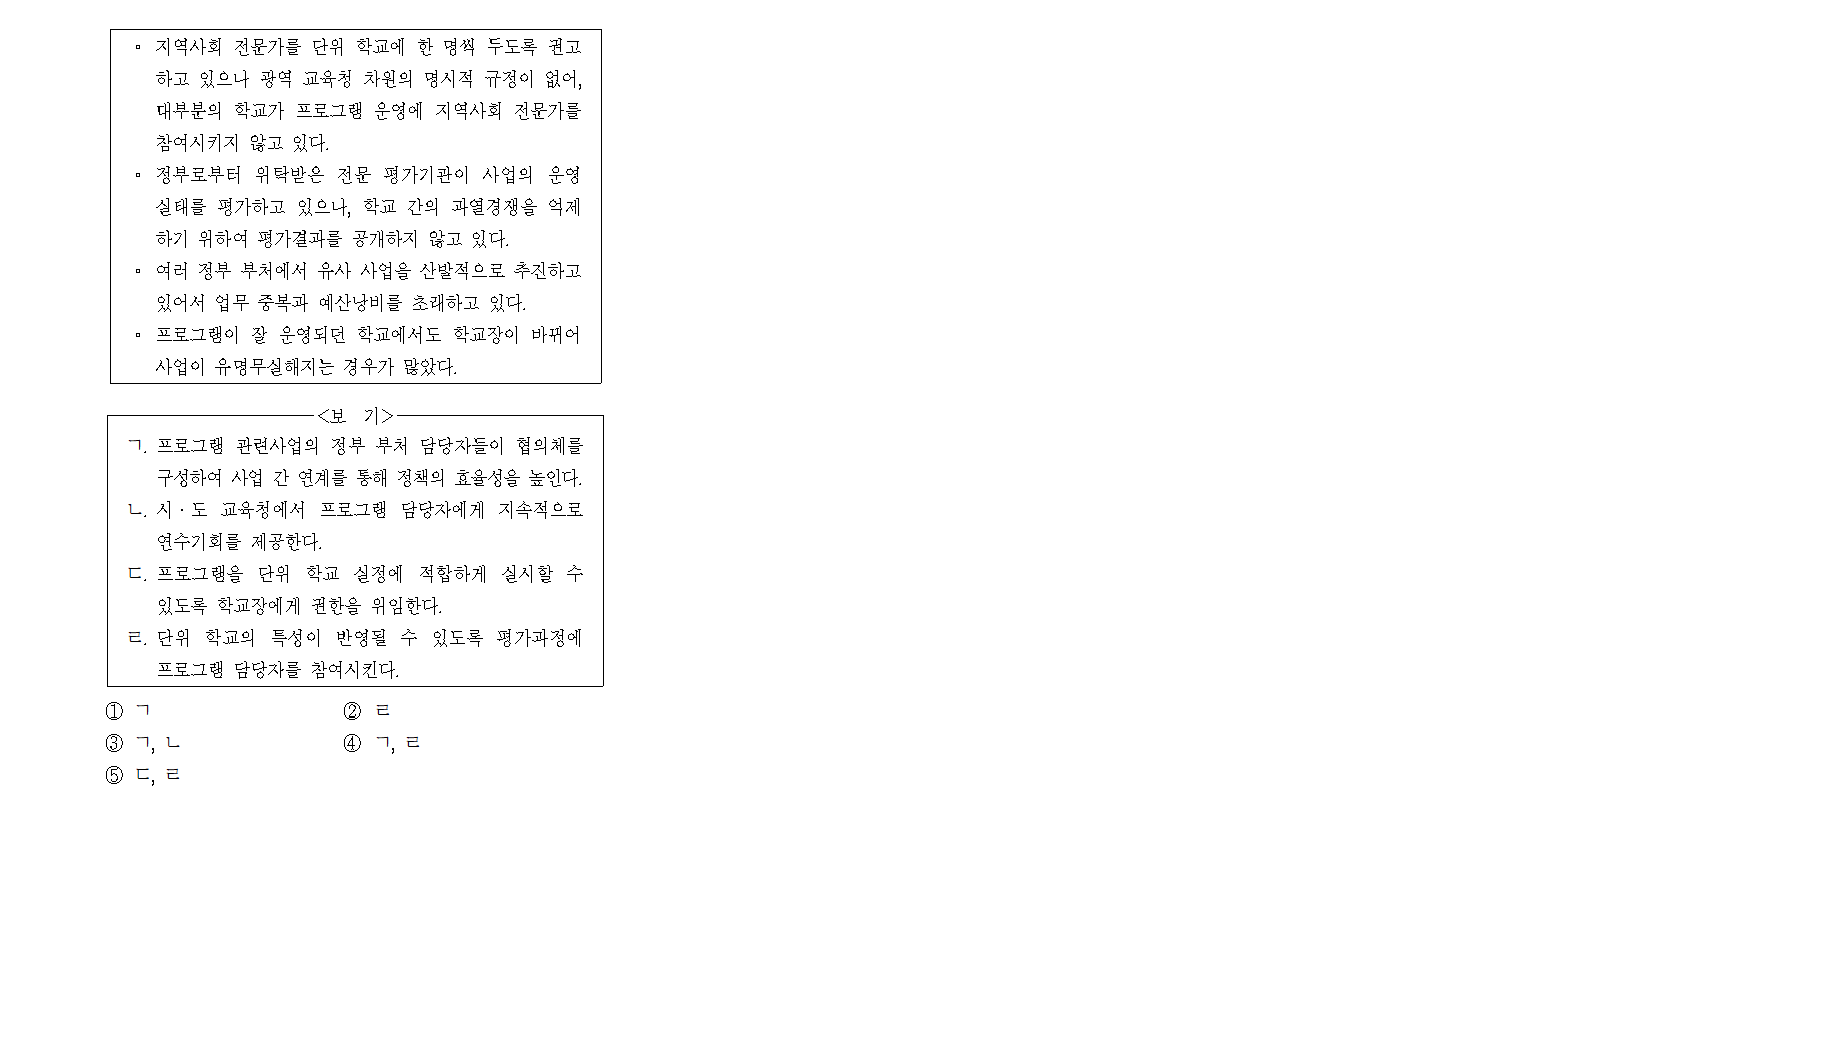 ▫ 지역사회 전문가를 단위 학교에 한 명씩 두도록 권고
하고 있으나 광역 교육청 차원의 명시적 규정이 없어,
대부분의 학교가 프로그램 운영에 지역사회 전문가를
참여시키지 않고 있다.
▫ 정부로부터 위탁받은 전문 평가기관이 사업의 운영
실태를 평가하고 있으나, 학교 간의 과열경쟁을 억제
하기 위하여 평가결과를 공개하지 않고 있다.
▫ 여러 정부 부처에서 유사 사업을 산발적으로 추진하고
있어서 업무 중복과 예산낭비를 초래하고 있다.
▫ 프로그램이 잘 운영되던 학교에서도 학교장이 바뀌어
사업이 유명무실해지는 경우가 많았다.
<보 기>
ㄱ. 프로그램 관련사업의 정부 부처 담당자들이 협의체를
구성하여 사업 간 연계를 통해 정책의 효율성을 높인다.
ㄴ. 시·도 교육청에서 프로그램 담당자에게 지속적으로
연수기회를 제공한다.
ㄷ. 프로그램을 단위 학교 실정에 적합하게 실시할 수
있도록 학교장에게 권한을 위임한다.
ㄹ. 단위 학교의 특성이 반영될 수 있도록 평가과정에
프로그램 담당자를 참여시킨다.
① ㄱ ② ㄹ
③ ㄱ, ㄴ ④ ㄱ, ㄹ
⑤ ㄷ, ㄹ